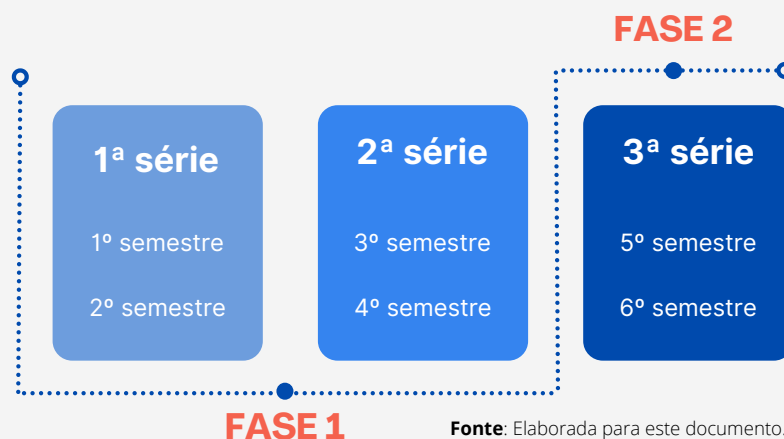 FASE 2
1ª série
1º semestre
2º semestre
2ª série
3º semestre
4º semestre
3ª série
5º semestre
6º semestre
FASE 1
Fonte: Elaborada para este documento.